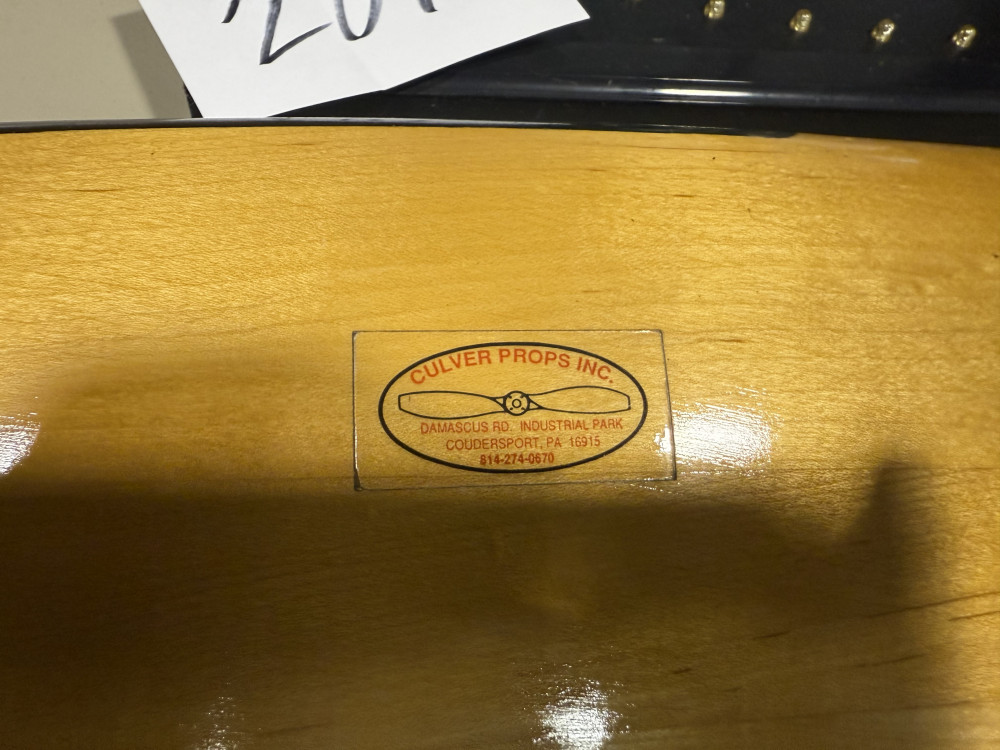 CULVER PROPS INC.
DAMASCUS RD. INDUSTRIAL PARK
COUDERSPORT, PA 16915
814-274-0670